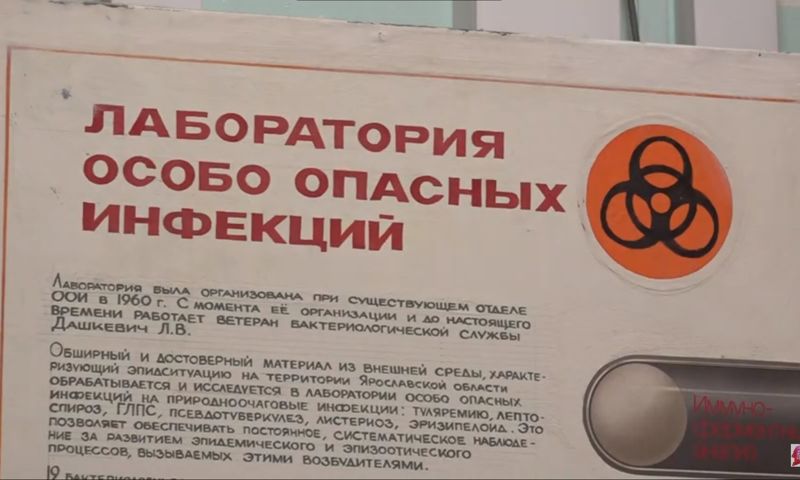 ЛАБОРАТОРИЯ
ОСОБО ОПАСНЫХ
ИНФЕКЦИЙ
ЛАБОРАТОРИЯ БЫЛА ОРГАНИЗОВАНА ПРИ СУЩЕСТВУЮЩЕМ ОТДЕЛЕ
ООИ В 1960 г. С МОМЕНТА ЕЁ ОРГАНИЗАЦИИ И ДО НАСТОЯЩЕГО
ВРЕМЕНИ РАБОТАЕТ ВЕТЕРАН БАКТЕРИОЛОГИЧЕСКОЙ СЛУЖБЫ
ДАШКЕВИЧ Л.В.
ОБШИРНЫЙ И ДОСТОВЕРНЫЙ МАТЕРИАЛ ИЗ ВНЕШНЕЙ СРЕДЫ, ХАРАКТЕ-
РИЗУЮЩИЙ ЭПИДСИТУАЦИЮ НА ТЕРРИТОРИИ ЯРОСЛАВСКОЙ ОБЛАСТИ
ОБРАБАТЫВАЕТСЯ И ИССЛЕДУЕТСЯ В ЛАБОРАТОРИИ ОСОБО ОПАСНЫХ
ИНФЕКЦИЙ НА ПРИРОДНООЧАГОВЫЕ ИНФЕКЦИИ: ТУЛЯРЕМИЮ, ЛЕПТО-
СПИРОЗ, ГЛПС, ПСЕВДОТУБЕРКУЛЕЗ, ЛИСТЕРИОЗ, ЭРИЗИПЕЛОИД. ЭТО
ПОЗВОЛЯЕТ ОБЕСПЕЧИВАТЬ ПОСТОЯННОЕ, СИСТЕМАТИЧЕСКОЕ НАБЛЮДЕ-
НИЕ ЗА РАЗВИТИЕМ ЭПИДЕМИЧЕСКОГО И ЭПИЗООТИЧЕСКОГО
ПРОЦЕССОВ, ВЫЗЫВАЕМЫХ ЭТИМИ ВОЗБУДИТЕЛЯМИ.
ИММУНО-